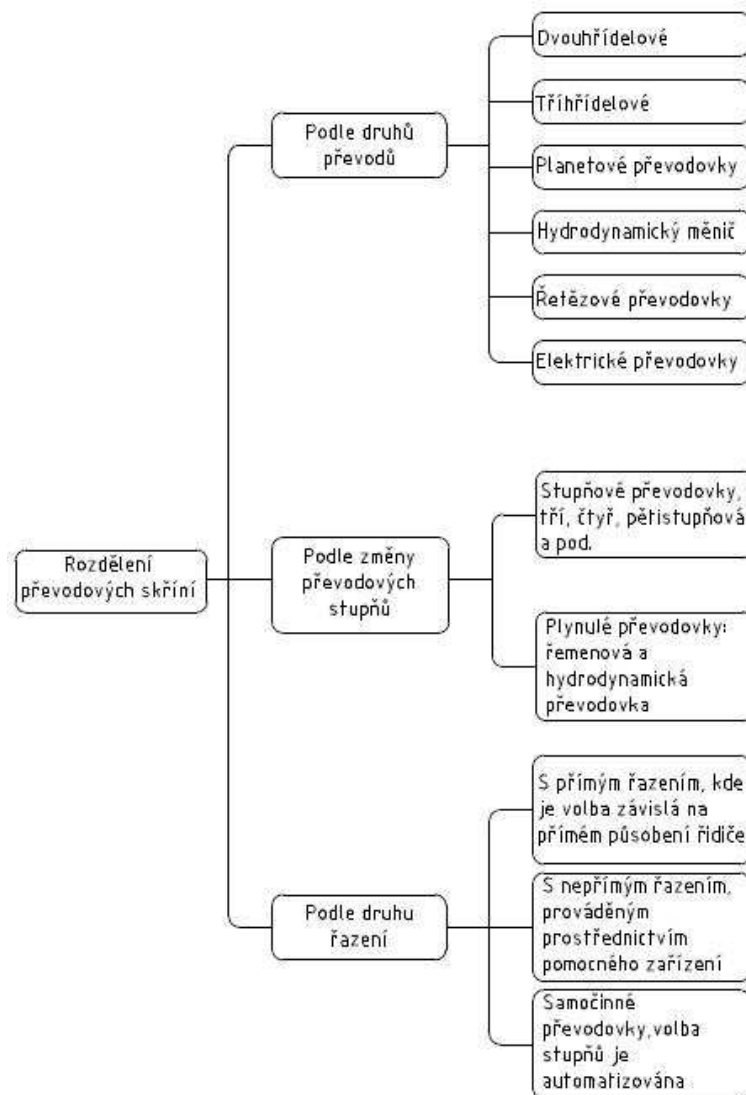 Rozdělení
převodových skříní
Podle druhů
převodů
Dvouhřídelové
Tříhřídelové
Planetové převodovky
Hydrodynamický měnič
Řetězové převodovky
Elektrické převodovky
Podle změny
převodových
stupňů
Stupňové převodovky,
tří, čtyř, pětistupňová
a pod.
Plynulé převodovky:
řemenová a
hydrodynamická
převodovka
Podle druhu
řazení
S přímým řazením, kde
je volba závislá na
přímém působení řidiče
S nepřímým řazením,
prováděným
prostřednictvím
pomocného zařízení
Samočinné
převodovky,volba
stupňů je
automatizována